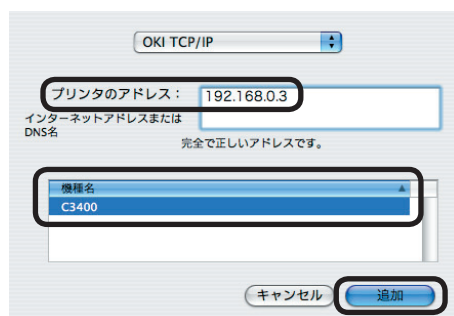 OKI TCP/IP
プリンタのアドレス： 192.168.0.3
インターネットアドレスまたは
DNS名
完全で正しいアドレスです。
機種名
C3400
キャンセル 追加